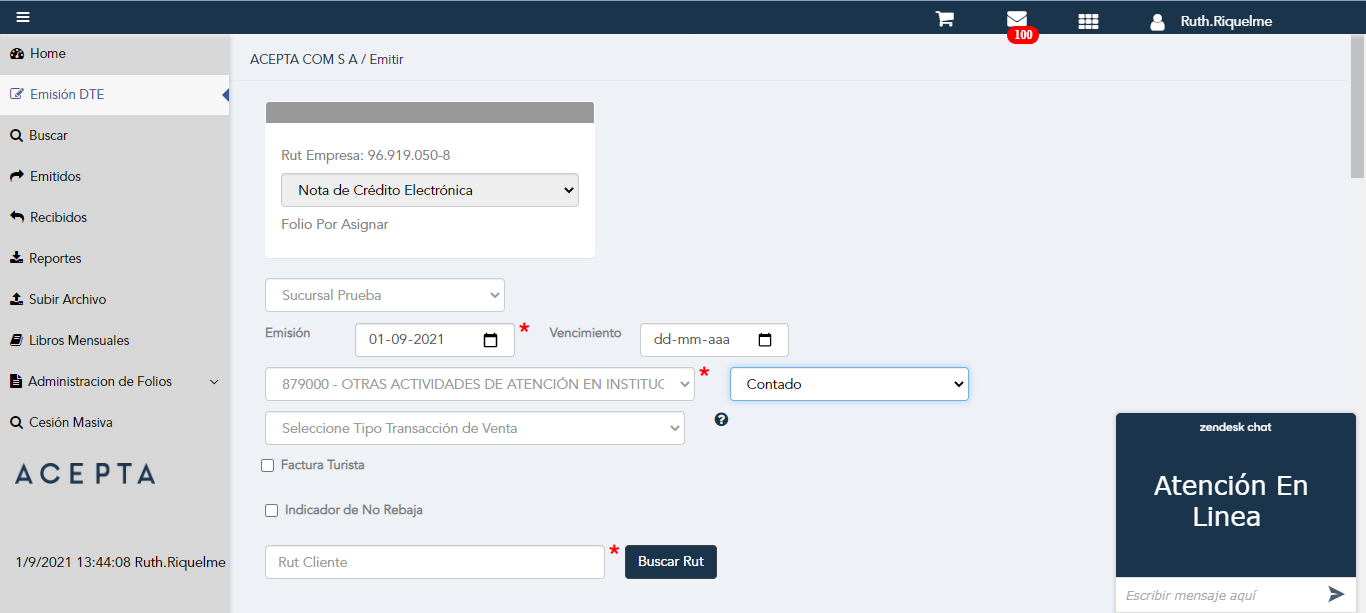 Ruth.Riquelme
100
Home
Emisión DTE
Buscar
Emitidos
Recibidos
Reportes
Subir Archivo
Libros Mensuales
Administracion de Folios
Cesión Masiva
ACEPTA
1/9/2021 13:44:08 Ruth.Riquelme
ACEPTA COM S A / Emitir
Rut Empresa: 96.919.050-8
Nota de Crédito Electrónica
Folio Por Asignar
Sucursal Prueba
Emisión 01-09-2021 * Vencimiento dd-mm-aaa
879000 - OTRAS ACTIVIDADES DE ATENCIÓN EN INSTITUC * Contado
Seleccione Tipo Transacción de Venta
Factura Turista
Indicador de No Rebaja
Rut Cliente * Buscar Rut
zendesk chat
Atención En
Linea
Escribir mensaje aquí